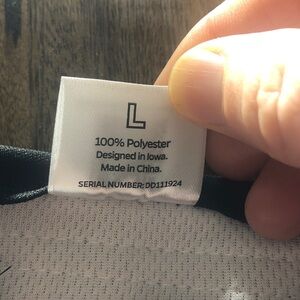 L
100% Polyester
Designed in Iowa.
Made in China.
SERIAL NUMBER: DD111924